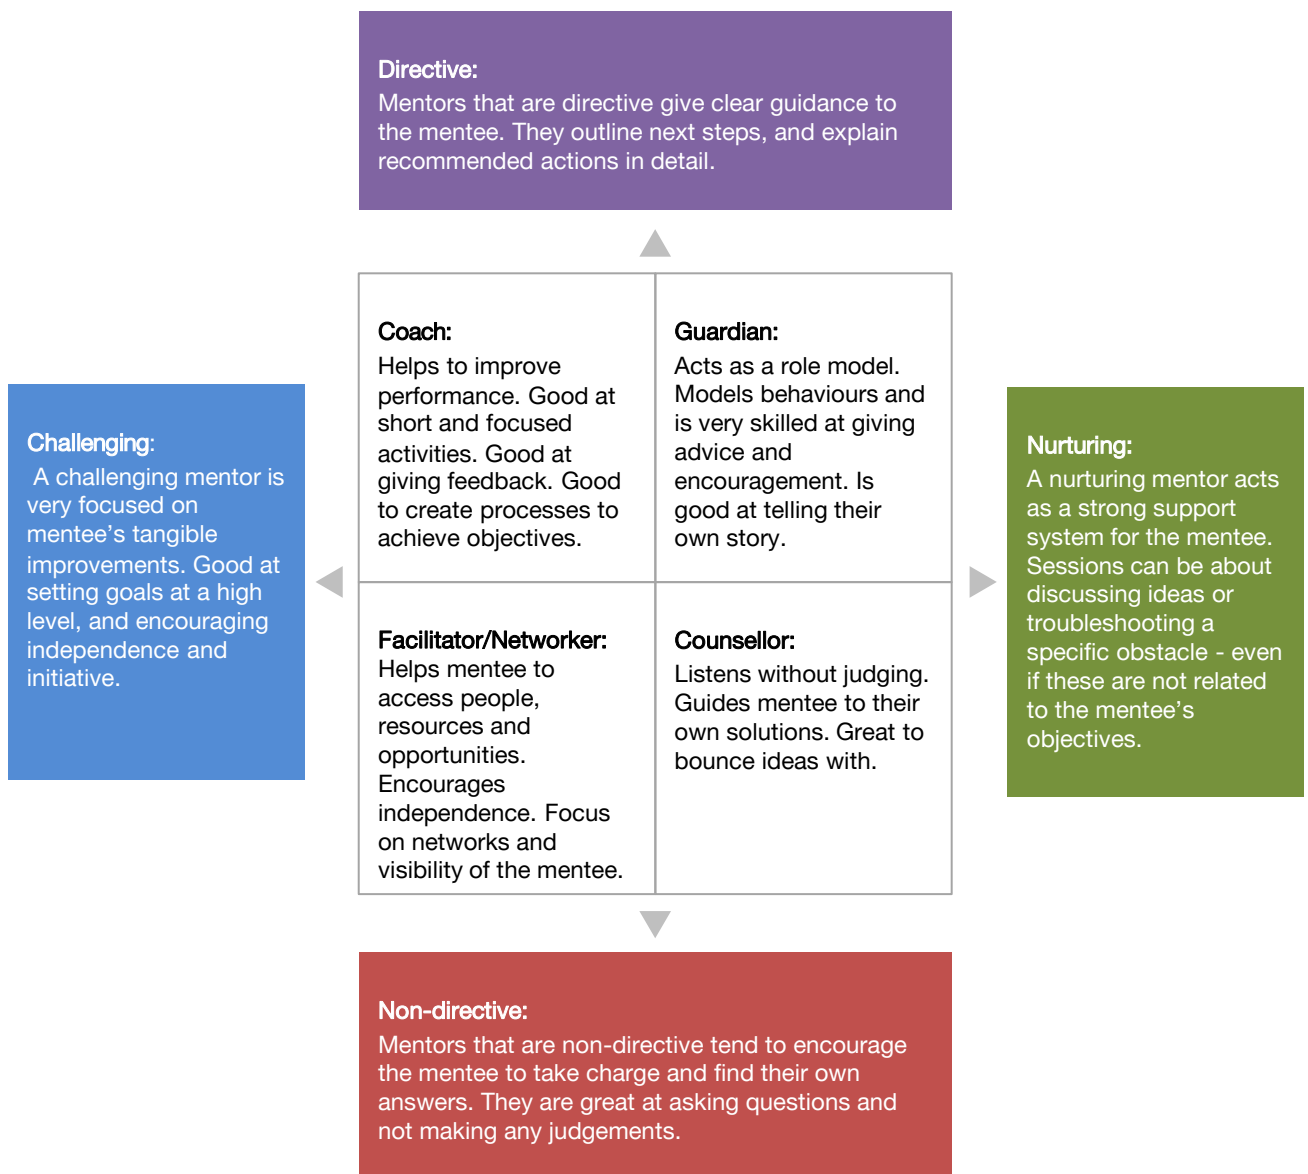 Directive:
Mentors that are directive give clear guidance to
the mentee. They outline next steps, and explain
recommended actions in detail.
Coach:
Helps to improve
performance. Good at
short and focused
activities. Good at
giving feedback. Good
to create processes to
achieve objectives.
Guardian:
Acts as a role model.
Models behaviours and
is very skilled at giving
advice and
encouragement. Is
good at telling their
own story.
Challenging:
A challenging mentor is
very focused on
mentee’s tangible
improvements. Good at
setting goals at a high
level, and encouraging
independence and
initiative.
Nurturing:
A nurturing mentor acts
as a strong support
system for the mentee.
Sessions can be about
discussing ideas or
troubleshooting a
specific obstacle - even
if these are not related
to the mentee’s
objectives.
Facilitator/Networker:
Helps mentee to
access people,
resources and
opportunities.
Encourages
independence. Focus
on networks and
visibility of the mentee.
Counsellor:
Listens without judging.
Guides mentee to their
own solutions. Great to
bounce ideas with.
Non-directive:
Mentors that are non-directive tend to encourage
the mentee to take charge and find their own
answers. They are great at asking questions and
not making any judgements.